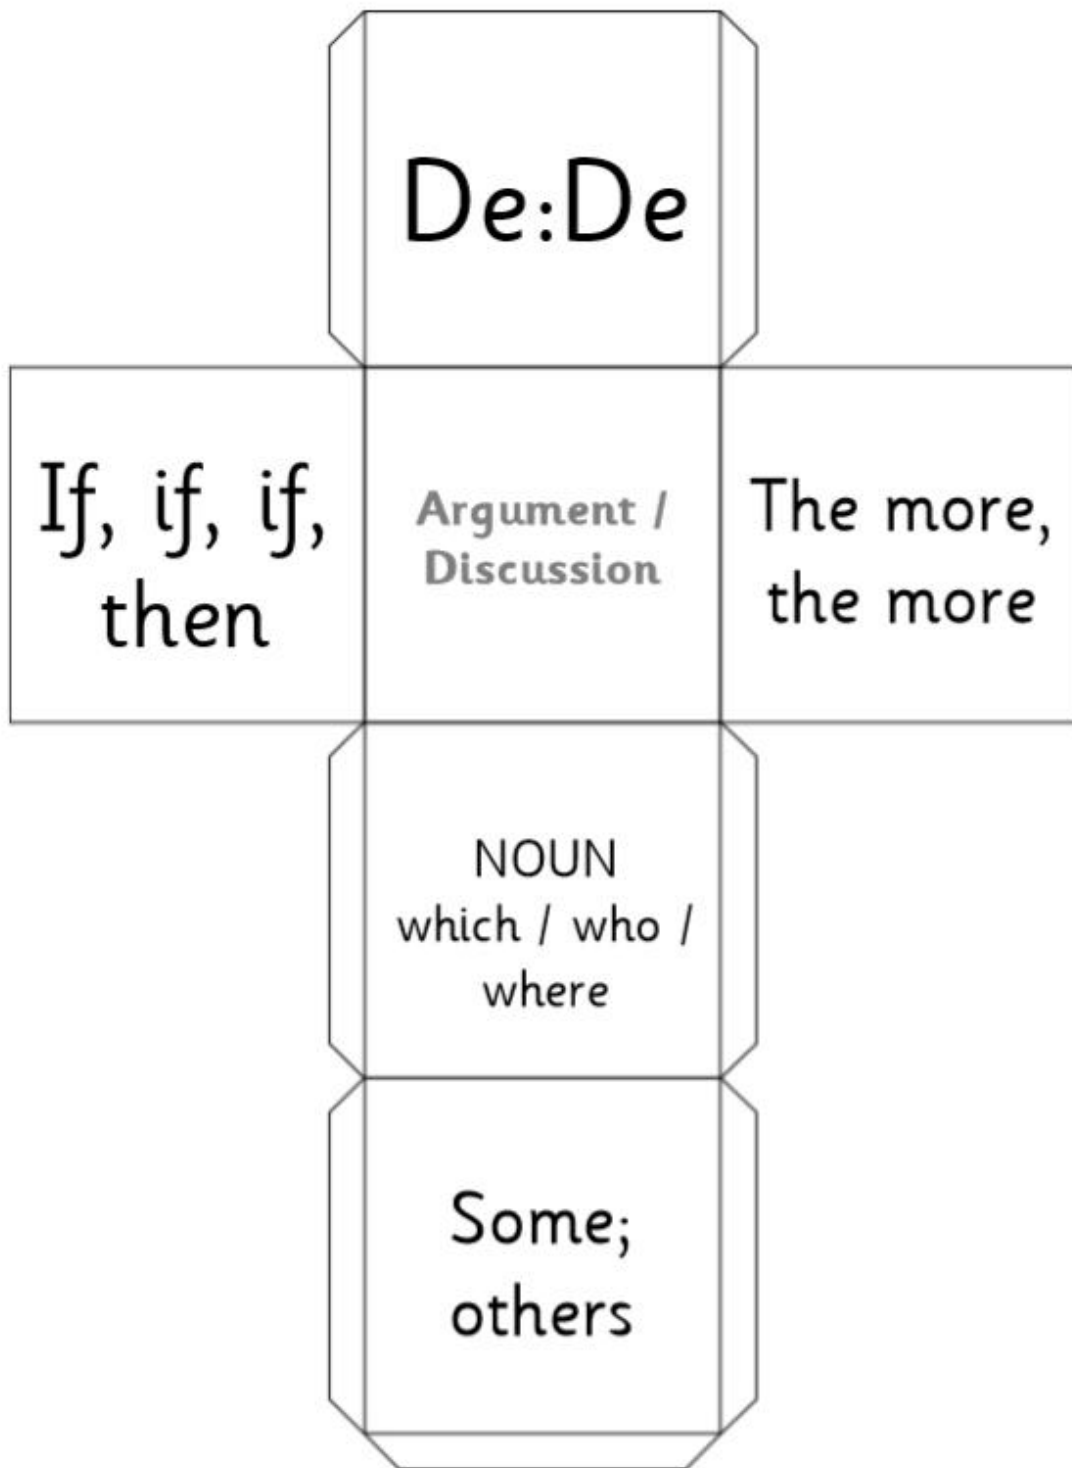 De:De
If, if, if,
then
Argument /
Discussion
The more,
the more
NOUN
which / who /
where
Some;
others